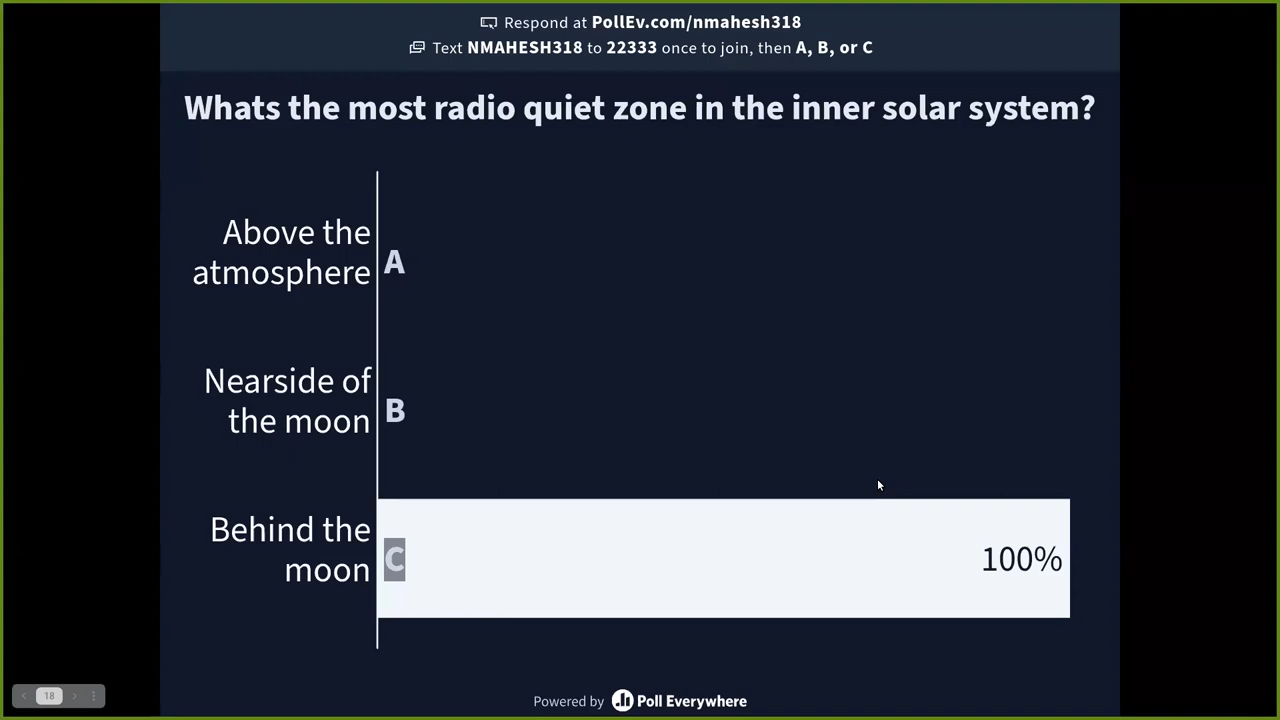 Respond at PollEv.com/nmahesh318
Text NMAHESH318 to 22333 once to join, then A, B, or C
Whats the most radio quiet zone in the inner solar system?
Above the
atmosphere
A
Nearside of
the moon
B
Behind the
moon
C
100%
18
Powered by Poll Everywhere